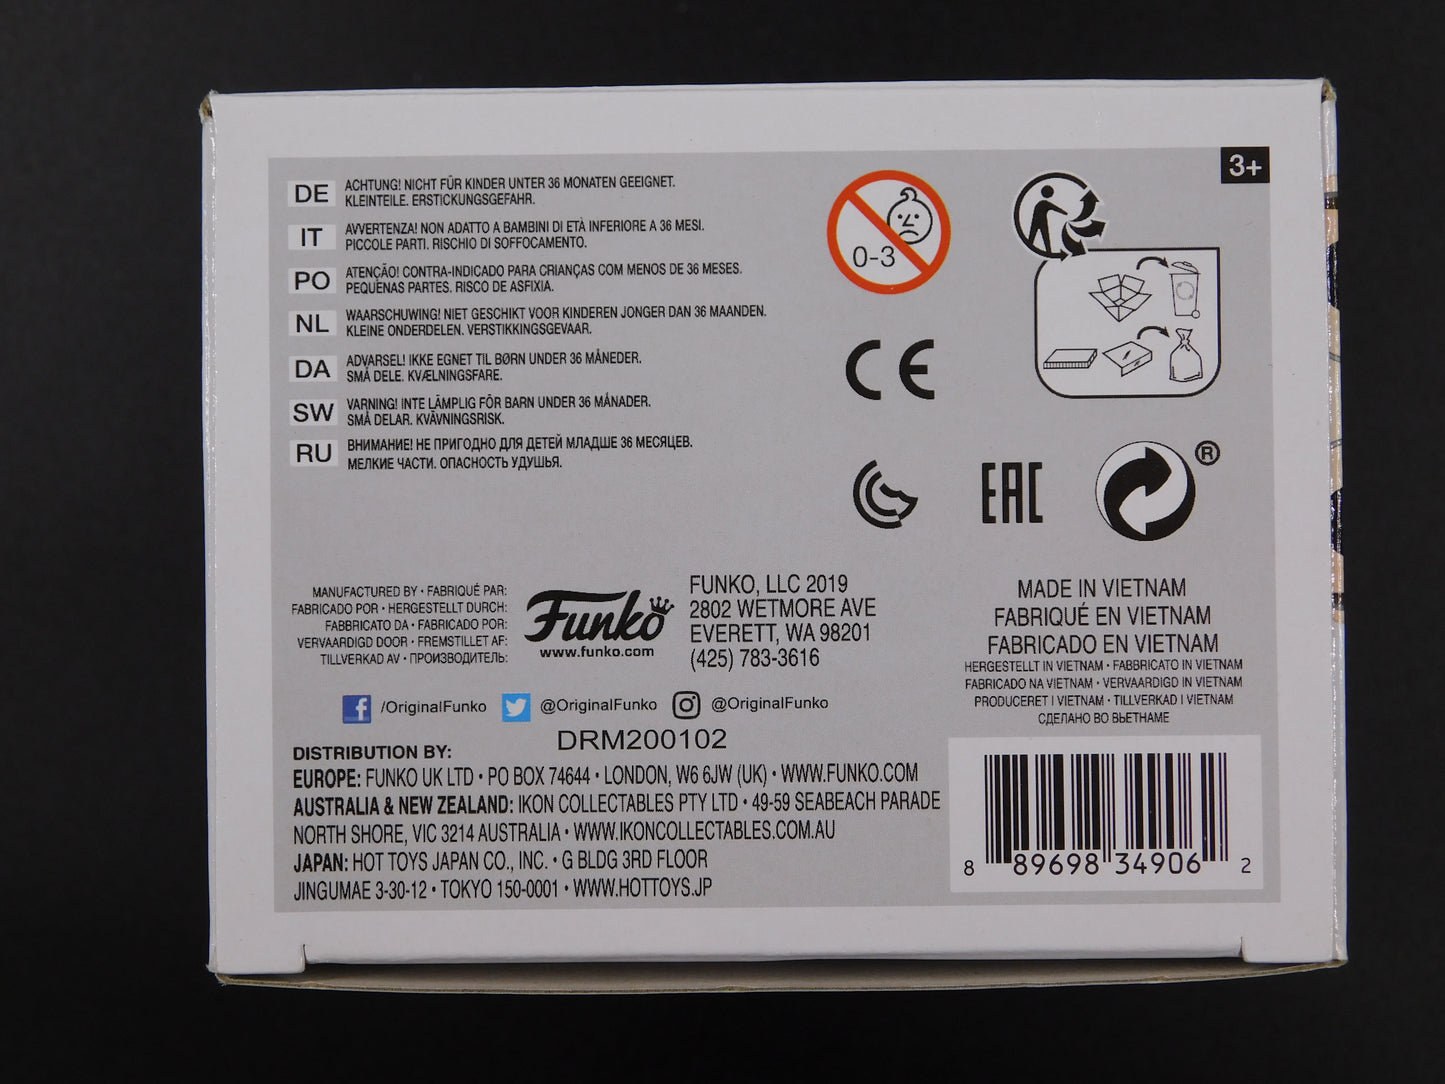 3+
DE
ACHTUNG! NICHT FÜR KINDER UNTER 36 MONATEN GEEIGNET.
KLEINTEILE. ERSTICKUNGSGEFAHR.
IT
AVVERTENZA! NON ADATTO A BAMBINI DI ETÀ INFERIORE A 36 MESI.
PICCOLE PARTI. RISCHIO DI SOFFOCAMENTO.
PO
ATENÇÃO! CONTRA-INDICADO PARA CRIANÇAS COM MENOS DE 36 MESES.
PEQUENAS PARTES. RISCO DE ASFIXIA.
NL
WAARSCHUWING! NIET GESCHIKT VOOR KINDEREN JONGER DAN 36 MAANDEN.
KLEINE ONDERDELEN. VERSTIKKINGSGEVAAR.
DA
ADVARSEL! IKKE EGNET TIL BØRN UNDER 36 MÅNEDER.
SMÅ DELE. KVÆLNINGSFARE.
SW
VARNING! INTE LÄMPLIG FÖR BARN UNDER 36 MÅNADER.
SMÅ DELAR. KVÄVNINGSRISK.
RU
ВНИМАНИЕ! НЕ ПРИГОДНО ДЛЯ ДЕТЕЙ МЛАДШЕ 36 МЕСЯЦЕВ.
МЕЛКИЕ ЧАСТИ. ОПАСНОСТЬ УДУШЬЯ.
0-3
CE
EAC
®
MANUFACTURED BY • FABRIQUÉ PAR:
FABRICADO POR • HERGESTELLT DURCH:
FABBRICATO DA • FABRICADO POR:
VERVAARDIGD DOOR • FREMSTILLET AF:
TILLVERKAD AV • ПРОИЗВОДИТЕЛЬ:
Funko
www.funko.com
FUNKO, LLC 2019
2802 WETMORE AVE
EVERETT, WA 98201
(425) 783-3616
MADE IN VIETNAM
FABRIQUÉ EN VIETNAM
FABRICADO EN VIETNAM
HERGESTELLT IN VIETNAM • FABBRICATO IN VIETNAM
FABRICADO NA VIETNAM • VERVAARDIGD IN VIETNAM
PRODUCERET I VIETNAM • TILLVERKAD I VIETNAM
СДЕЛАНО ВО ВЬЕТНАМЕ
f /OriginalFunko @OriginalFunko @OriginalFunko
DRM200102
DISTRIBUTION BY:
EUROPE: FUNKO UK LTD • PO BOX 74644 • LONDON, W6 6JW (UK) • WWW.FUNKO.COM
AUSTRALIA & NEW ZEALAND: IKON COLLECTABLES PTY LTD • 49-59 SEABEACH PARADE
NORTH SHORE, VIC 3214 AUSTRALIA • WWW.IKONCOLLECTABLES.COM.AU
JAPAN: HOT TOYS JAPAN CO., INC. • G BLDG 3RD FLOOR
JINGUMAE 3-30-12 • TOKYO 150-0001 • WWW.HOTTOYS.JP
8 89698 34906 2